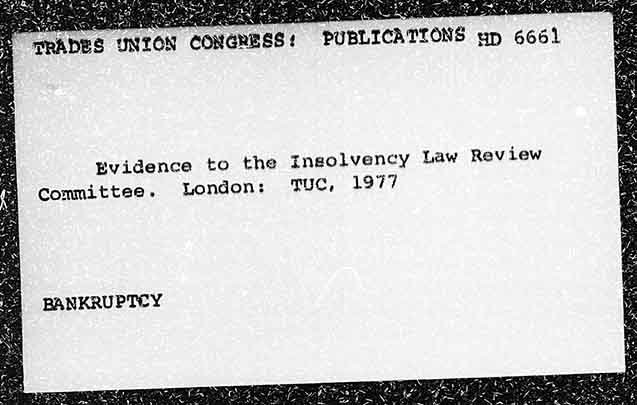 TRADES UNION CONGRESS: PUBLICATIONS HD 6661
Evidence to the Insolvency Law Review
Committee. London: TUC, 1977
BANKRUPTCY